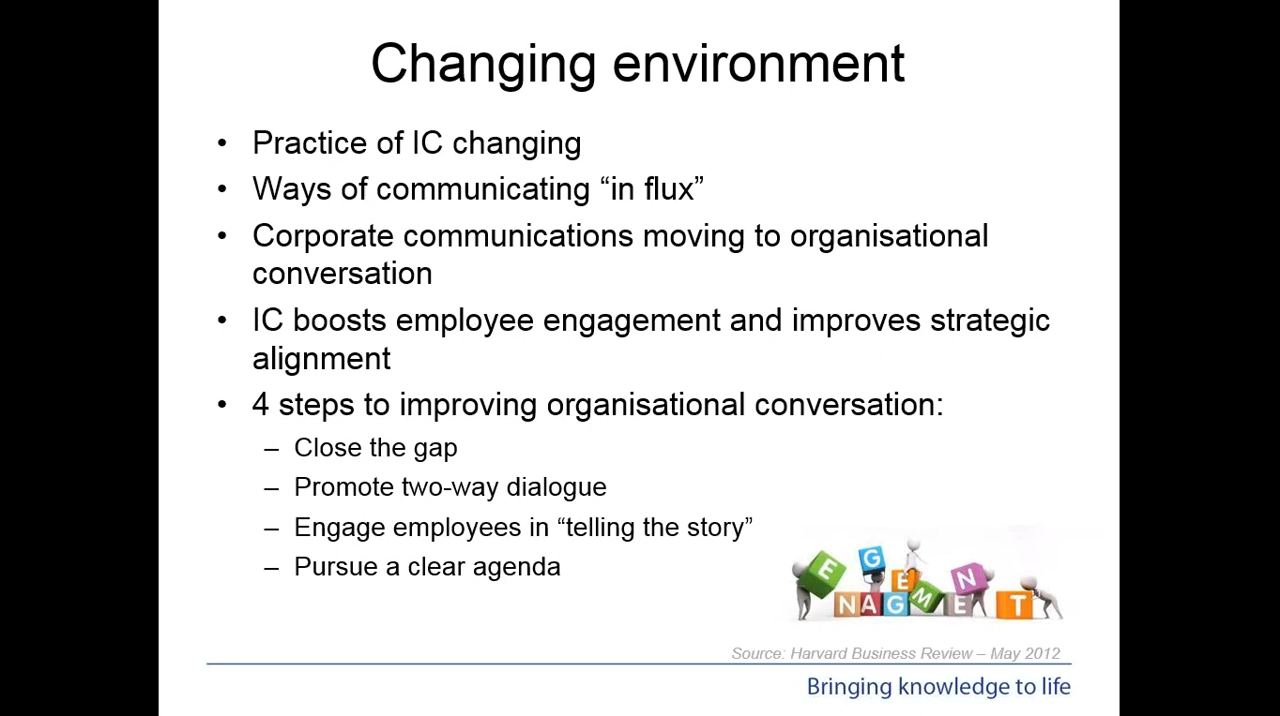 Changing environment
• Practice of IC changing
• Ways of communicating “in flux”
• Corporate communications moving to organisational
conversation
• IC boosts employee engagement and improves strategic
alignment
• 4 steps to improving organisational conversation:
– Close the gap
– Promote two-way dialogue
– Engage employees in “telling the story”
– Pursue a clear agenda
E G E N
N A G M E T
Source: Harvard Business Review – May 2012
Bringing knowledge to life